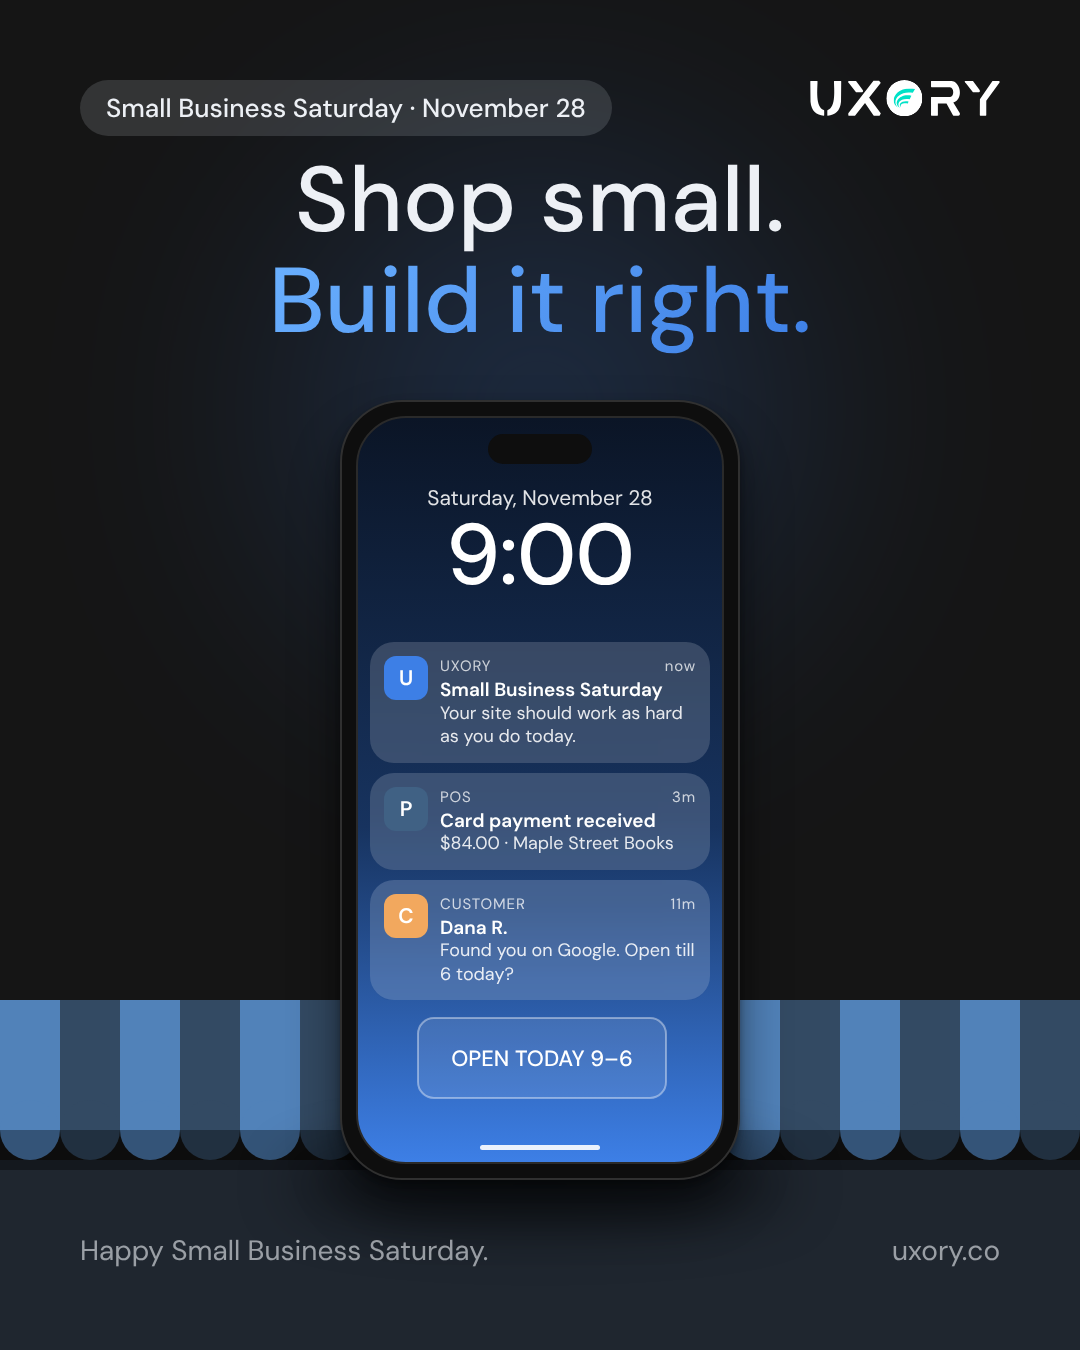 Small Business Saturday · November 28
UXORY
Shop small.
Build it right.
Saturday, November 28
9:00
U
UXORY
now
Small Business Saturday
Your site should work as hard
as you do today.
P
POS
3m
Card payment received
$84.00 · Maple Street Books
C
CUSTOMER
11m
Dana R.
Found you on Google. Open till
6 today?
OPEN TODAY 9–6
Happy Small Business Saturday.
uxory.co